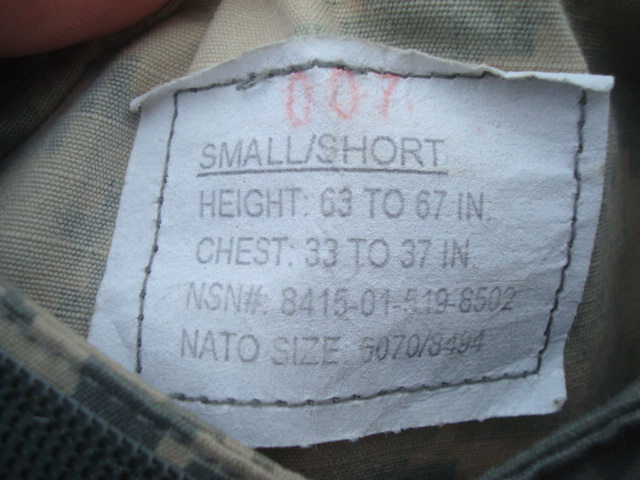 007
SMALL/SHORT
HEIGHT: 63 TO 67 IN.
CHEST: 33 TO 37 IN.
NSN#: 8415-01-519-8502
NATO SIZE: 6070/8494